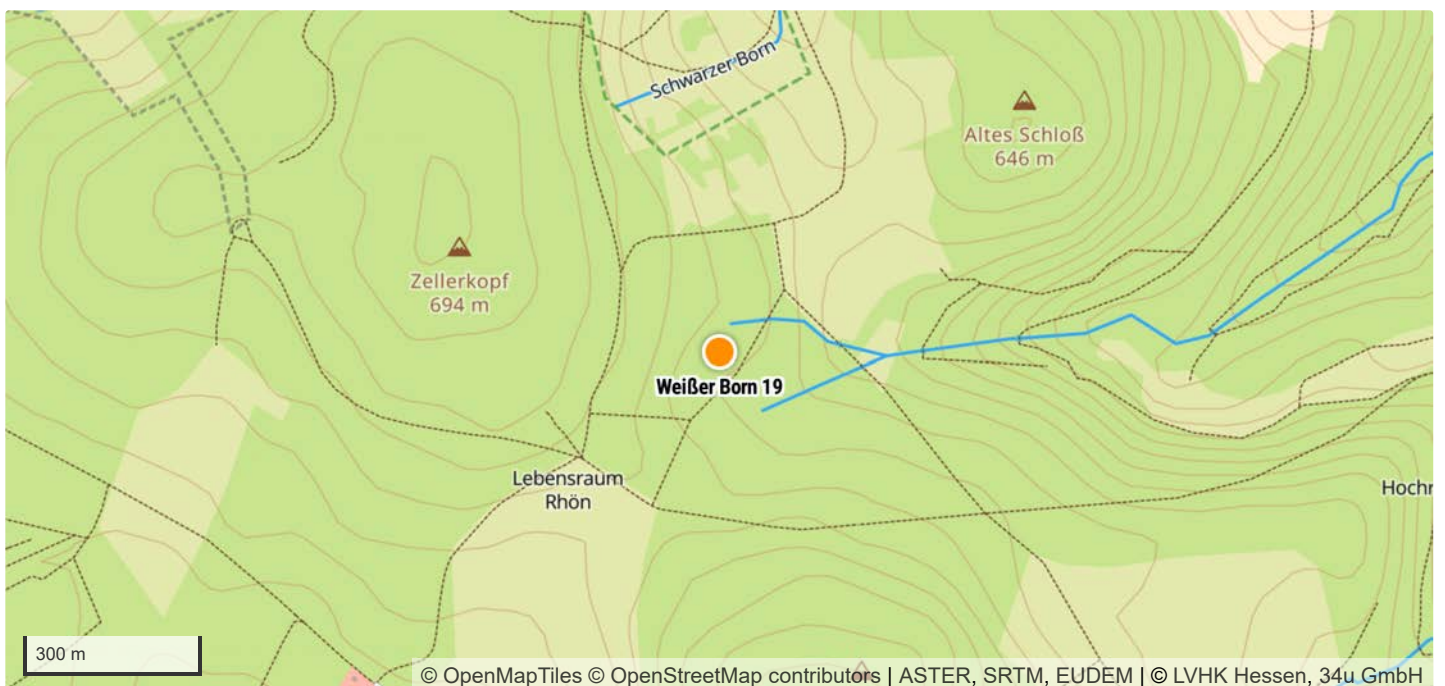 Schwarzer Born
Altes Schloß
646 m
Zellerkopf
694 m
Weißer Born 19
Lebensraum
Rhön
Hochr
300 m
© OpenMapTiles © OpenStreetMap contributors | ASTER, SRTM, EUDEM | © LVHK Hessen, 34u GmbH